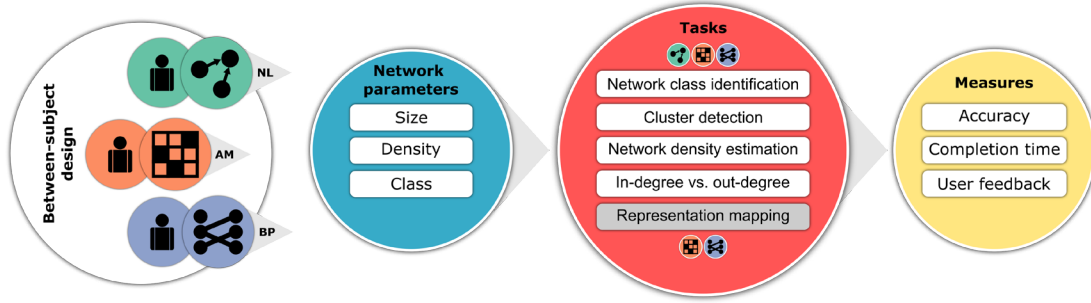 Between-subject
design
NL
AM
BP
Network
parameters
Size
Density
Class
Tasks
Network class identification
Cluster detection
Network density estimation
In-degree vs. out-degree
Representation mapping
Measures
Accuracy
Completion time
User feedback